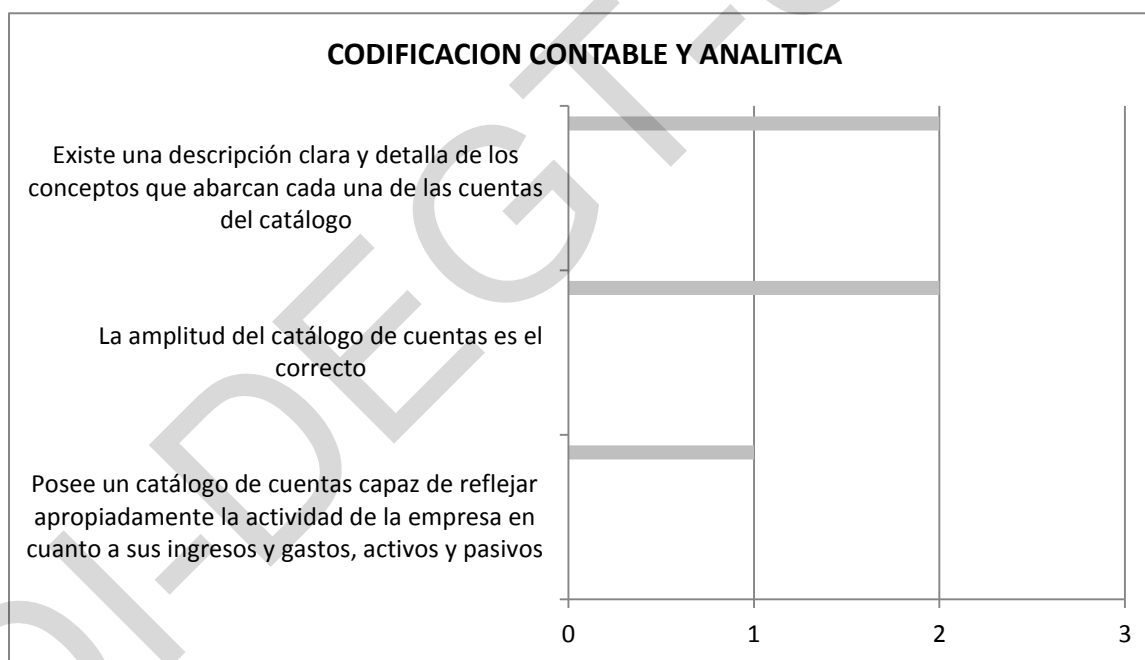 CODIFICACION CONTABLE Y ANALITICA
Existe una descripción clara y detalla de los
conceptos que abarcan cada una de las cuentas
del catálogo
La amplitud del catálogo de cuentas es el
correcto
Posee un catálogo de cuentas capaz de reflejar
apropiadamente la actividad de la empresa en
cuanto a sus ingresos y gastos, activos y pasivos
0 1 2 3
DI-DEGT-